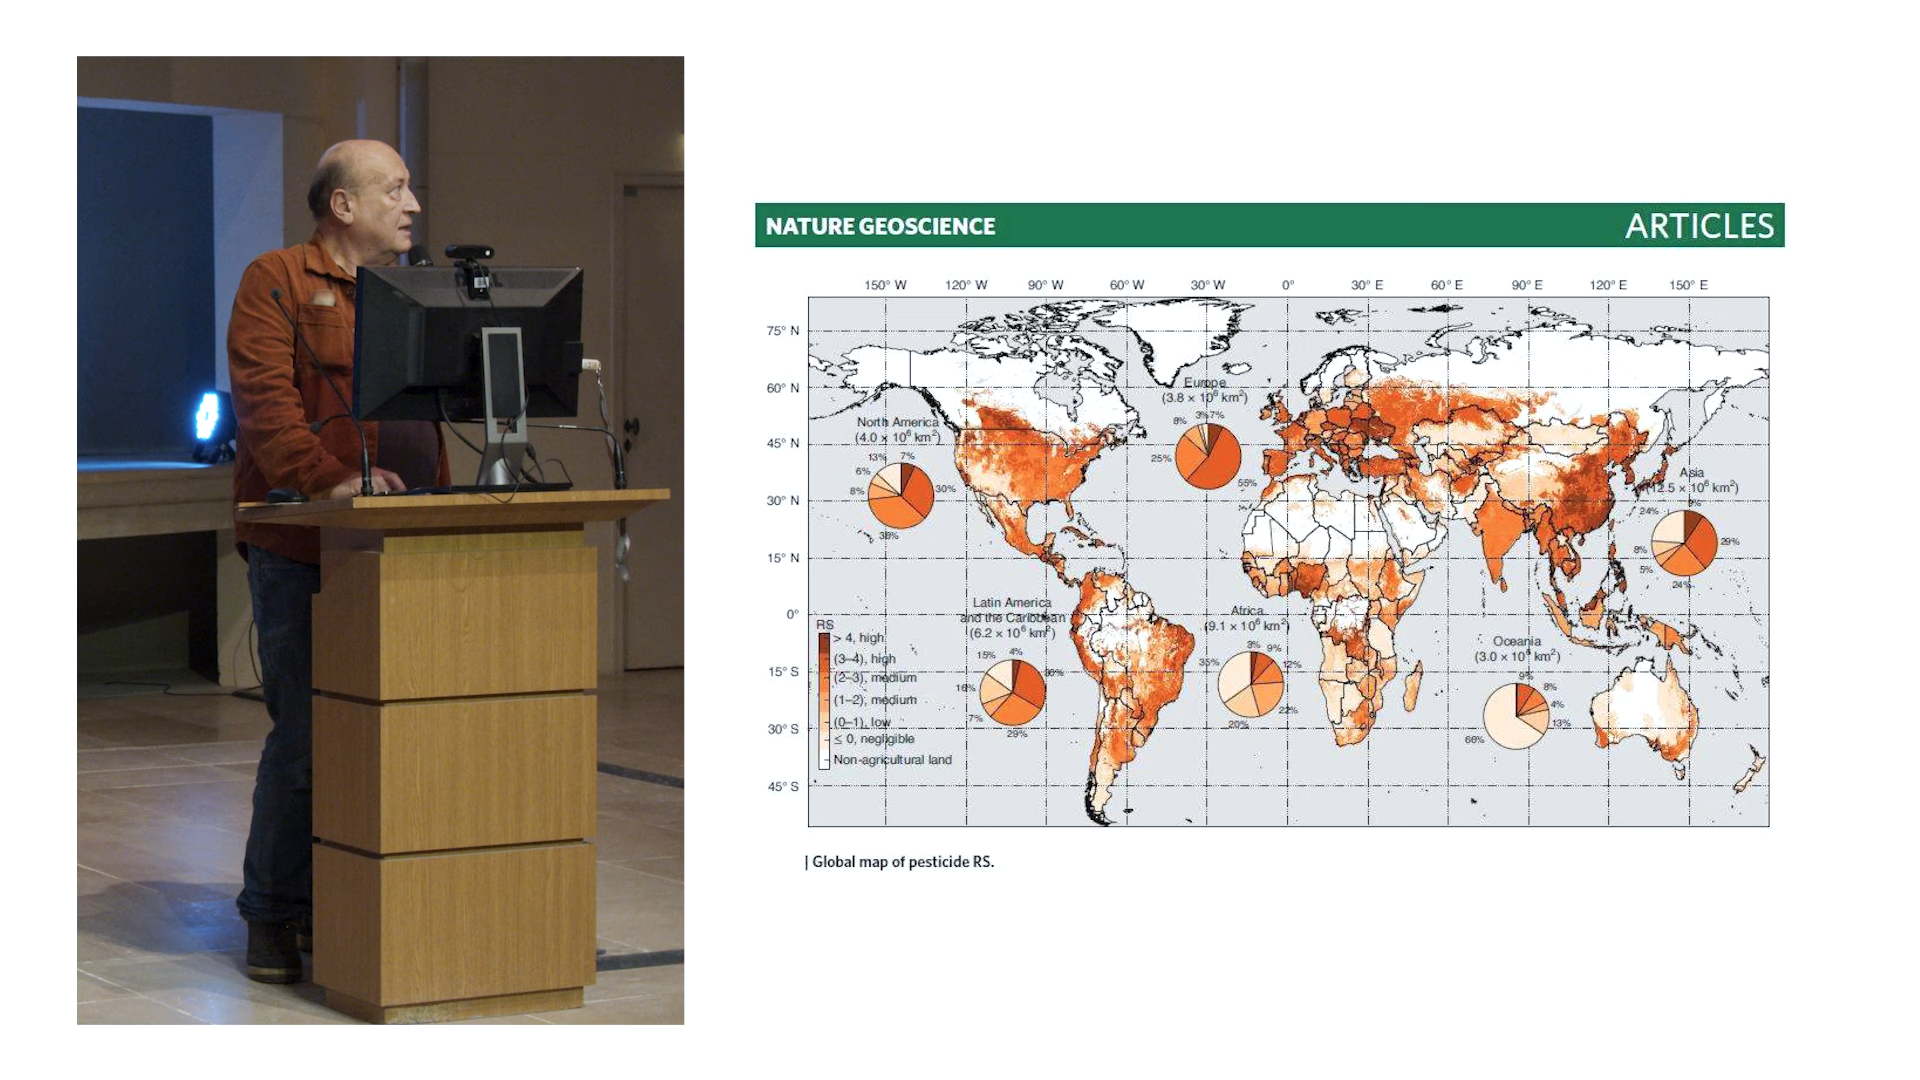 NATURE GEOSCIENCE
ARTICLES
150° W 120° W 90° W 60° W 30° W 0° 30° E 60° E 90° E 120° E 150° E
75° N
60° N
45° N
30° N
15° N
0°
15° S
30° S
45° S
Europe
(3.8 × 10⁶ km²)
8% 3% 7%
25%
55%
North America
(4.0 × 10⁶ km²)
13% 7%
6%
8%
30%
Asia
(12.5 × 10⁶ km²)
24%
29%
8%
5%
24%
Latin America
and the Caribbean
(6.2 × 10⁶ km²)
15% 4%
16%
7%
29%
Africa
(9.1 × 10⁶ km²)
3% 9%
35%
12%
22%
20%
Oceania
(3.0 × 10⁶ km²)
9%
8%
4%
13%
66%
RS
> 4, high
(3–4), high
(2–3), medium
(1–2), medium
(0–1), low
≤ 0, negligible
Non-agricultural land
| Global map of pesticide RS.